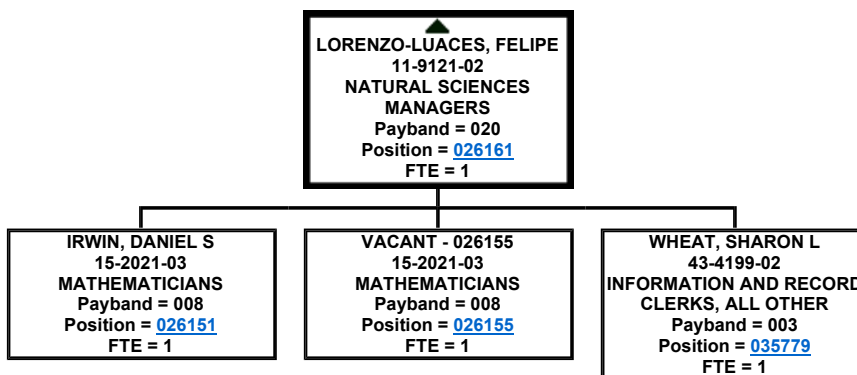 LORENZO-LUACES, FELIPE
11-9121-02
NATURAL SCIENCES
MANAGERS
Payband = 020
Position = 026161
FTE = 1
IRWIN, DANIEL S
15-2021-03
MATHEMATICIANS
Payband = 008
Position = 026151
FTE = 1
VACANT - 026155
15-2021-03
MATHEMATICIANS
Payband = 008
Position = 026155
FTE = 1
WHEAT, SHARON L
43-4199-02
INFORMATION AND RECORD
CLERKS, ALL OTHER
Payband = 003
Position = 035779
FTE = 1